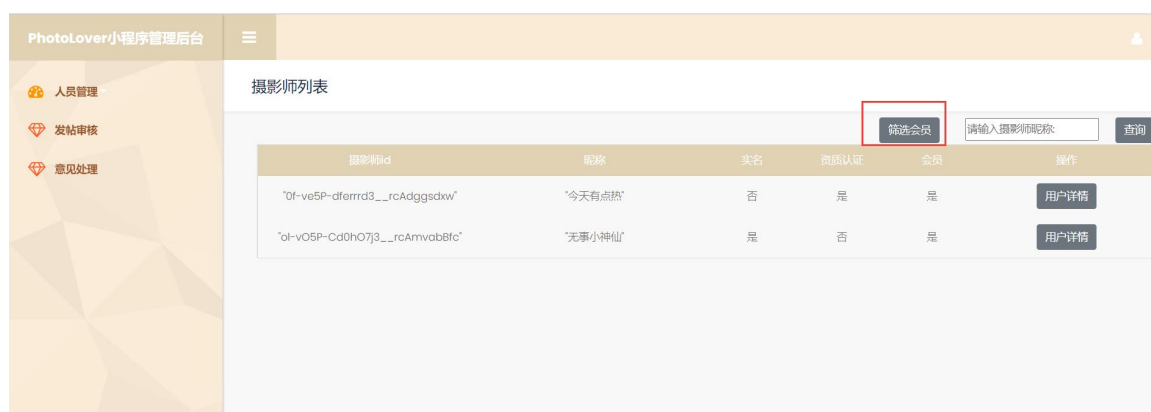 PhotoLover小程序管理后台
人员管理
发帖审核
意见处理
摄影师列表
筛选会员 请输入摄影师昵称: 查询
摄影师id 昵称 实名 资质认证 会员 操作
"0f-ve5P-dferrrd3__rcAdggsdxw" "今天有点热" 否 是 是 用户详情
"ol-vO5P-Cd0hO7j3__rcAmvabBfc" "无事小神仙" 是 否 是 用户详情